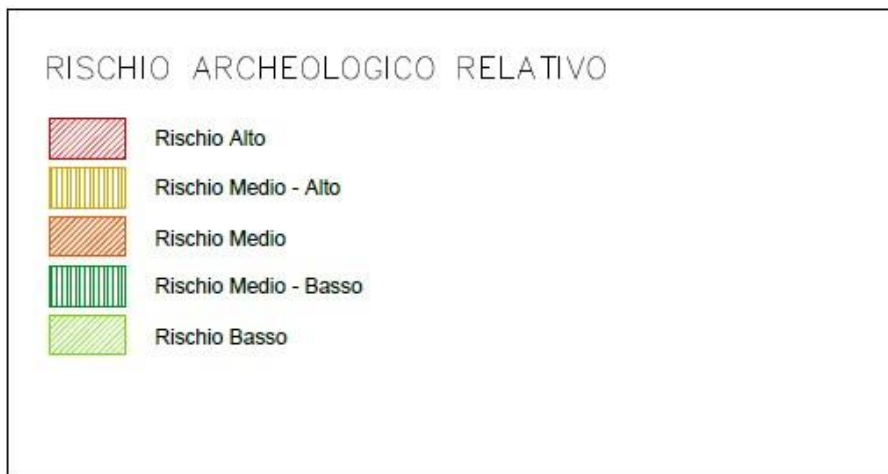 RISCHIO ARCHEOLOGICO RELATIVO
Rischio Alto
Rischio Medio - Alto
Rischio Medio
Rischio Medio - Basso
Rischio Basso